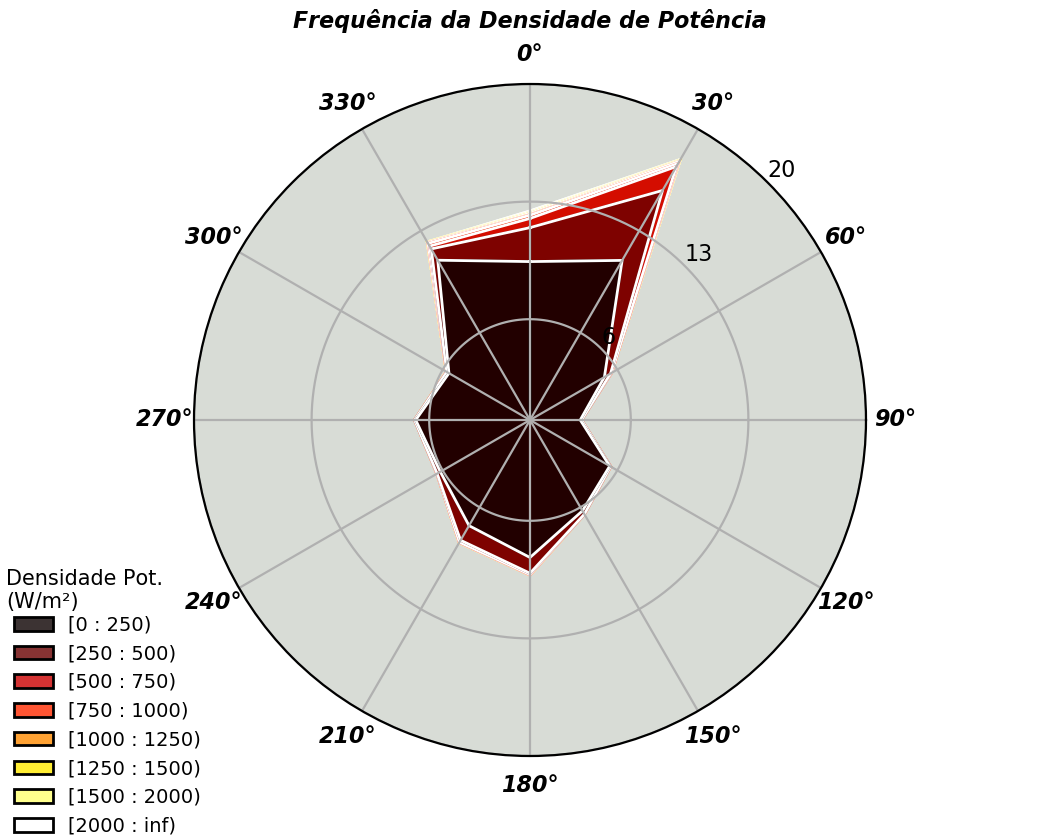 Frequência da Densidade de Potência
0°
330°
30°
20
300°
60°
13
6
270°
90°
Densidade Pot.
(W/m²)
240°
120°
[0 : 250)
[250 : 500)
[500 : 750)
[750 : 1000)
[1000 : 1250)
[1250 : 1500)
[1500 : 2000)
[2000 : inf)
210°
150°
180°